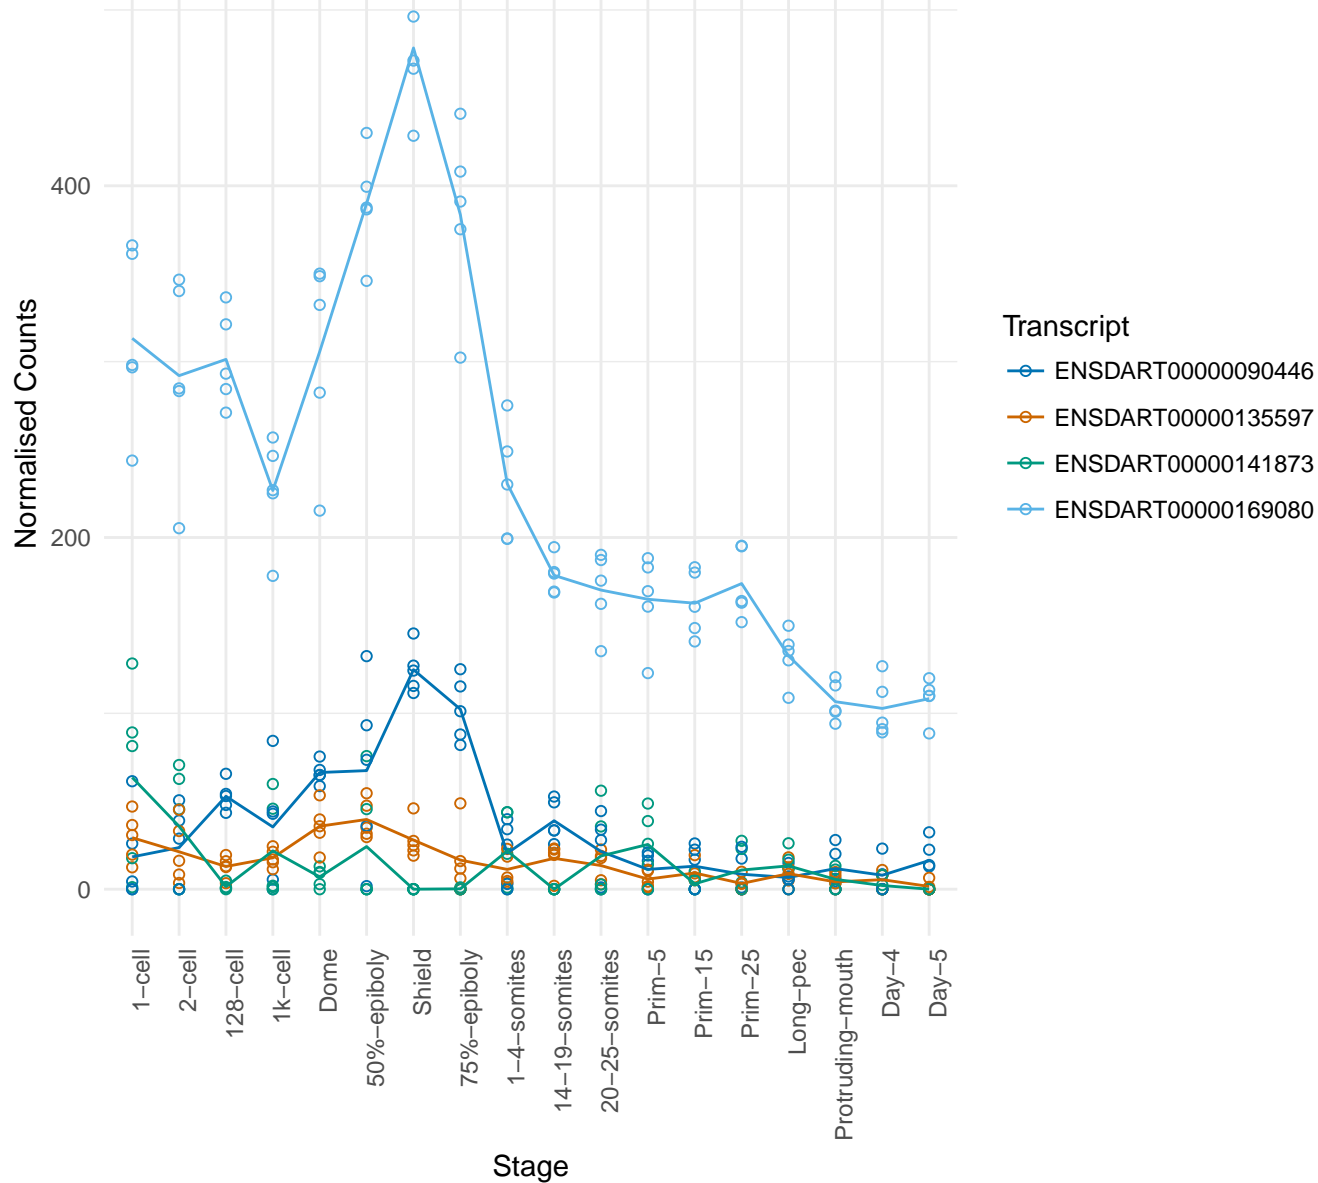 Normalised Counts
400
200
0
1−cell
2−cell
128−cell
1k−cell
Dome
50%−epiboly
Shield
75%−epiboly
1−4−somites
14−19−somites
20−25−somites
Prim−5
Prim−15
Prim−25
Long−pec
Protruding−mouth
Day−4
Day−5
Stage
Transcript
ENSDART00000090446
ENSDART00000135597
ENSDART00000141873
ENSDART00000169080